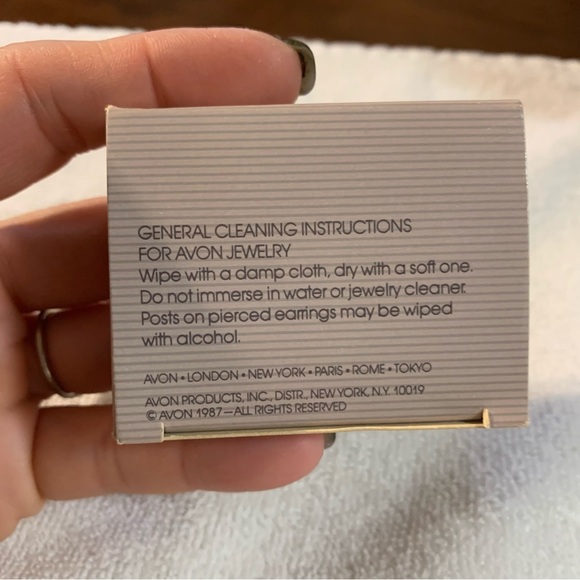 GENERAL CLEANING INSTRUCTIONS
FOR AVON JEWELRY
Wipe with a damp cloth, dry with a soft one.
Do not immerse in water or jewelry cleaner.
Posts on pierced earrings may be wiped
with alcohol.
AVON • LONDON • NEW YORK • PARIS • ROME • TOKYO
AVON PRODUCTS, INC., DISTR., NEW YORK, N.Y. 10019
© AVON 1987—ALL RIGHTS RESERVED